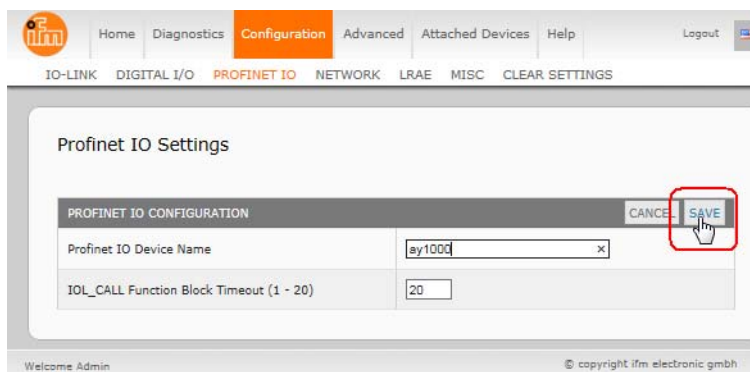 ifm
Home Diagnostics Configuration Advanced Attached Devices Help Logout
IO-LINK DIGITAL I/O PROFINET IO NETWORK LRAE MISC CLEAR SETTINGS
Profinet IO Settings
PROFINET IO CONFIGURATION CANCEL SAVE
Profinet IO Device Name ay1000 ×
IOL_CALL Function Block Timeout (1 - 20) 20
Welcome Admin © copyright ifm electronic gmbh